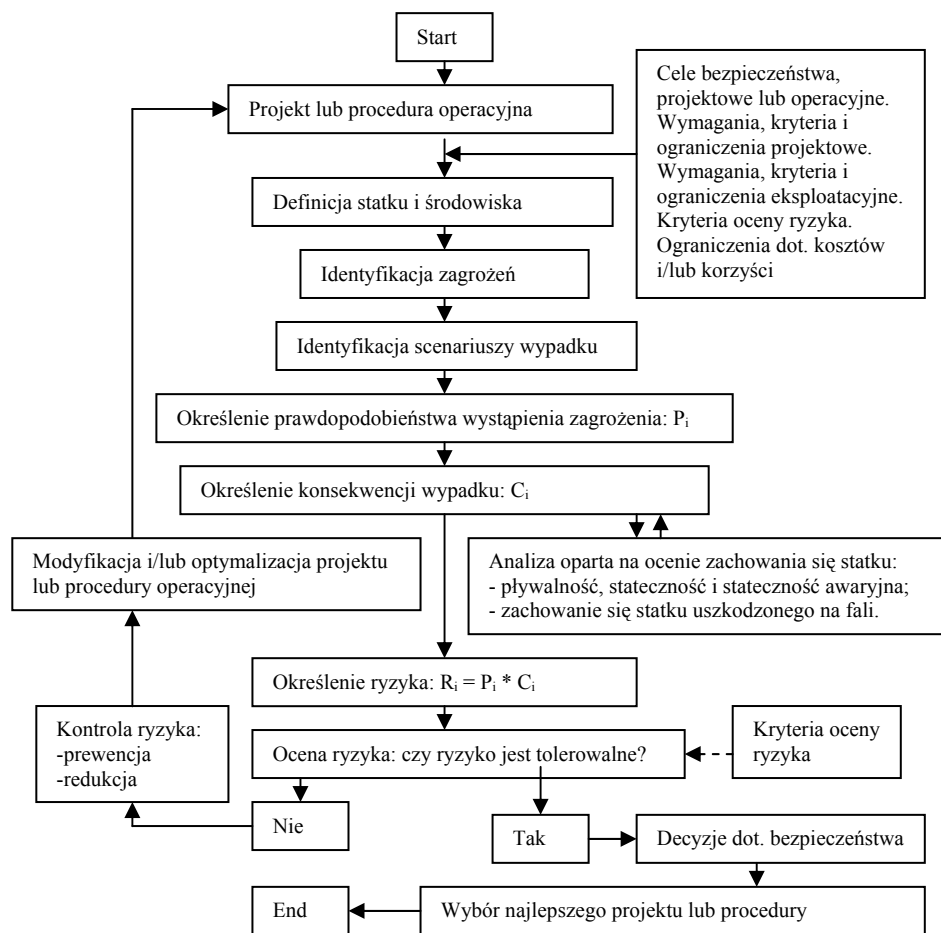 Start
Projekt lub procedura operacyjna
Cele bezpieczeństwa,
projektowe lub operacyjne.
Wymagania, kryteria i
ograniczenia projektowe.
Wymagania, kryteria i
ograniczenia eksploatacyjne.
Kryteria oceny ryzyka.
Ograniczenia dot. kosztów
i/lub korzyści
Definicja statku i środowiska
Identyfikacja zagrożeń
Identyfikacja scenariuszy wypadku
Określenie prawdopodobieństwa wystąpienia zagrożenia: Pi
Określenie konsekwencji wypadku: Ci
Modyfikacja i/lub optymalizacja projektu
lub procedury operacyjnej
Analiza oparta na ocenie zachowania się statku:
- pływalność, stateczność i stateczność awaryjna;
- zachowanie się statku uszkodzonego na fali.
Określenie ryzyka: Ri = Pi * Ci
Kontrola ryzyka:
-prewencja
-redukcja
Ocena ryzyka: czy ryzyko jest tolerowalne?
Kryteria oceny
ryzyka
Nie
Tak
Decyzje dot. bezpieczeństwa
End
Wybór najlepszego projektu lub procedury